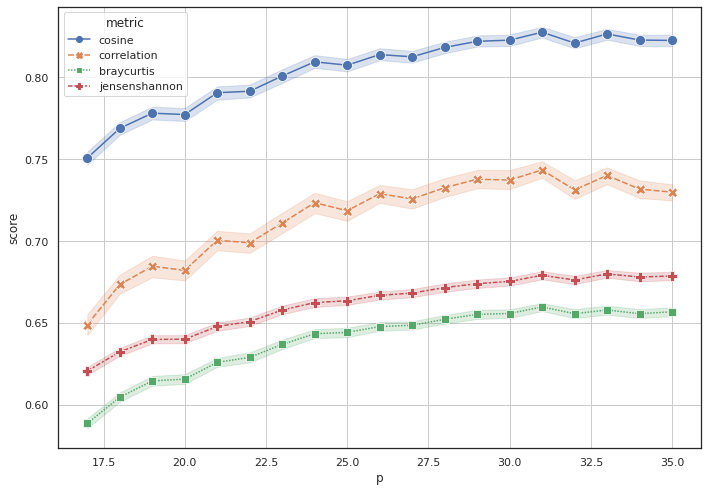 metric
cosine
correlation
braycurtis
jensenshannon
score
0.80
0.75
0.70
0.65
0.60
17.5 20.0 22.5 25.0 27.5 30.0 32.5 35.0
p